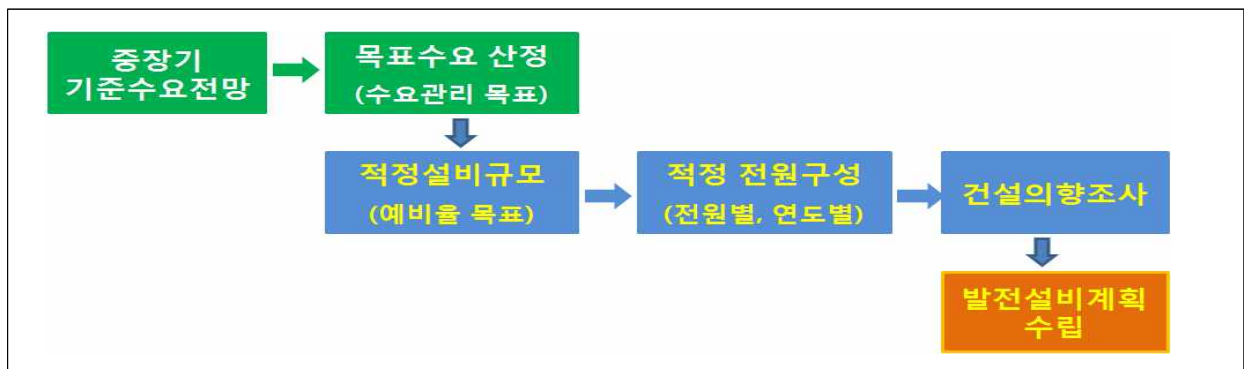 중장기
기준수요전망
목표수요 산정
(수요관리 목표)
적정설비규모
(예비율 목표)
적정 전원구성
(전원별, 연도별)
건설의향조사
발전설비계획
수립